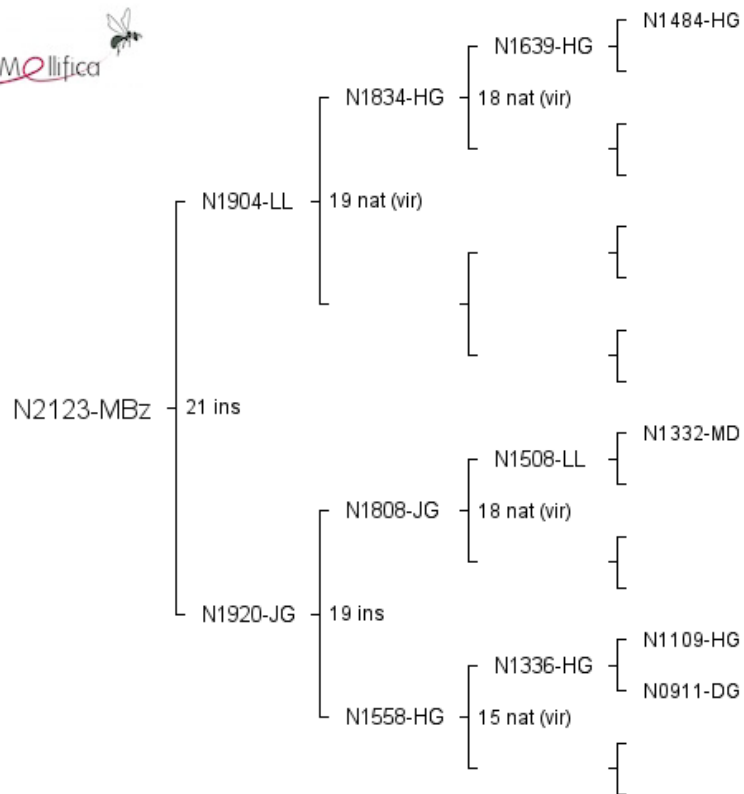 Mellifica
N1484-HG
N1639-HG
N1834-HG
18 nat (vir)
N1904-LL
19 nat (vir)
N2123-MBz
21 ins
N1332-MD
N1508-LL
N1808-JG
18 nat (vir)
N1920-JG
19 ins
N1109-HG
N1336-HG
N0911-DG
N1558-HG
15 nat (vir)